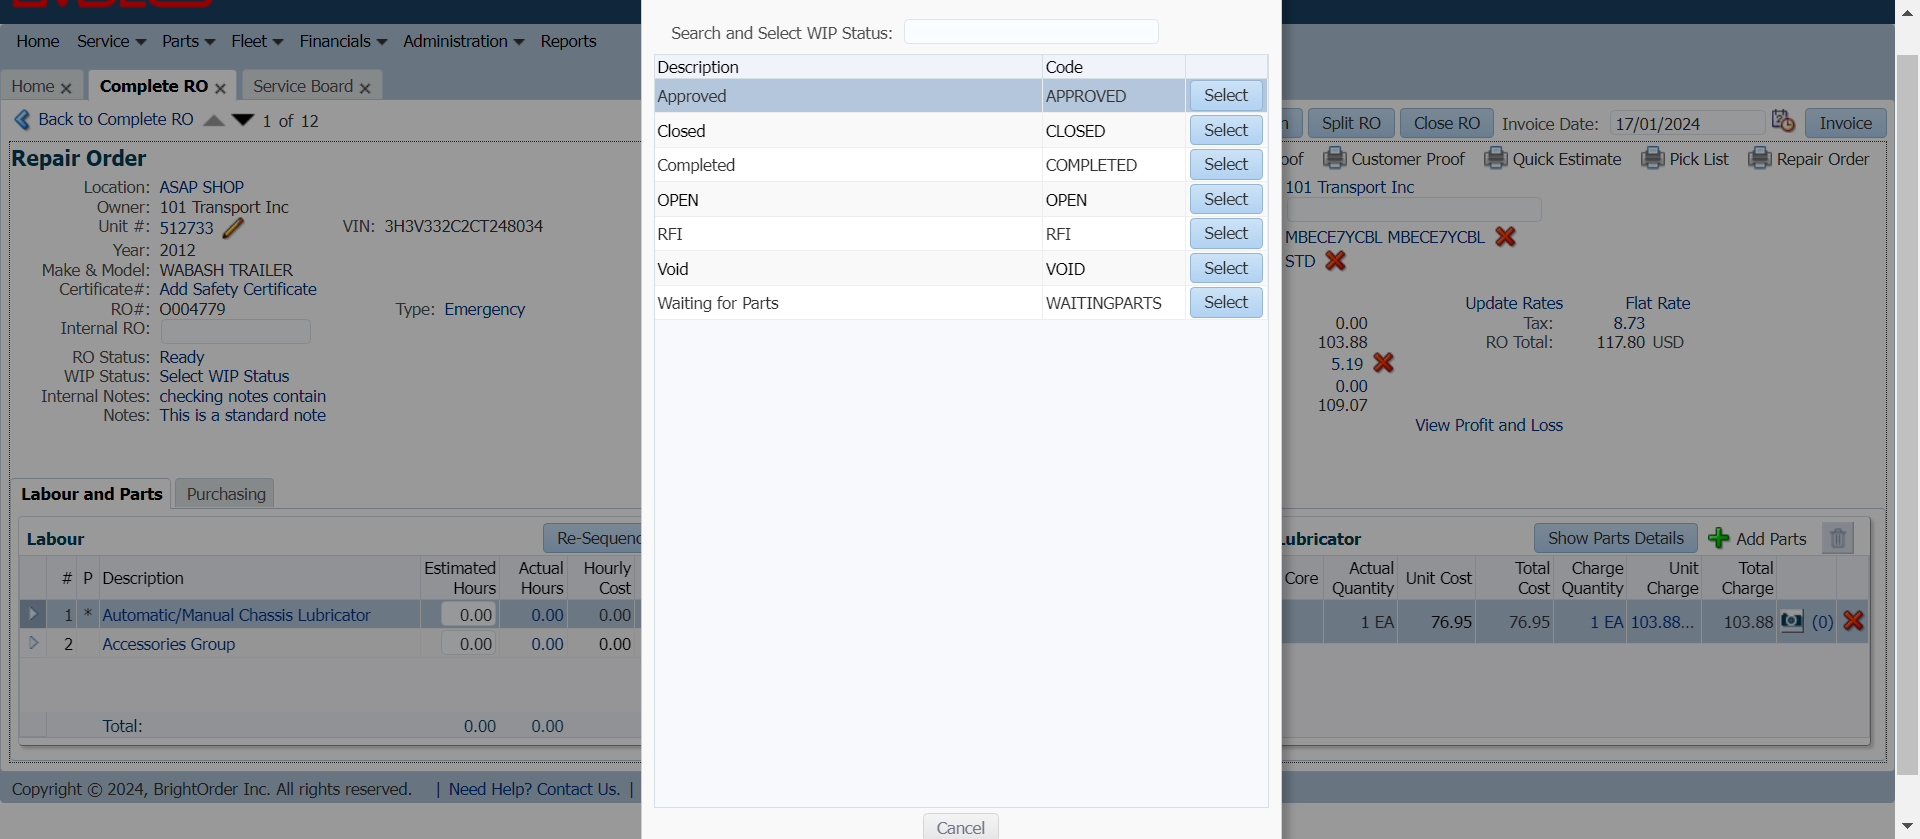 Home Service Parts Fleet Financials Administration Reports
Home Complete RO Service Board
Back to Complete RO 1 of 12
Split RO Close RO Invoice Date: 17/01/2024 Invoice
Customer Proof Quick Estimate Pick List Repair Order
Repair Order
Location: ASAP SHOP
Owner: 101 Transport Inc
Unit #: 512733 VIN: 3H3V332C2CT248034
Year: 2012
Make & Model: WABASH TRAILER
Certificate#: Add Safety Certificate
RO#: O004779 Type: Emergency
Internal RO:
RO Status: Ready
WIP Status: Select WIP Status
Internal Notes: checking notes contain
Notes: This is a standard note
Search and Select WIP Status:
Description Code
Approved APPROVED Select
Closed CLOSED Select
Completed COMPLETED Select
OPEN OPEN Select
RFI RFI Select
Void VOID Select
Waiting for Parts WAITINGPARTS Select
Cancel
101 Transport Inc
MBECE7YCBL MBECE7YCBL
STD
Update Rates Flat Rate
0.00 Tax: 8.73
103.88 RO Total: 117.80 USD
5.19
0.00
109.07
View Profit and Loss
Labour and Parts Purchasing
Labour Re-Sequenc
# P Description Estimated Hours Actual Hours Hourly Cost
1 * Automatic/Manual Chassis Lubricator 0.00 0.00 0.00
2 Accessories Group 0.00 0.00 0.00
Total: 0.00 0.00
Lubricator Show Parts Details Add Parts
Core Actual Quantity Unit Cost Total Cost Charge Quantity Unit Charge Total Charge
1 EA 76.95 76.95 1 EA 103.88... 103.88 (0)
Copyright © 2024, BrightOrder Inc. All rights reserved. | Need Help? Contact Us. |